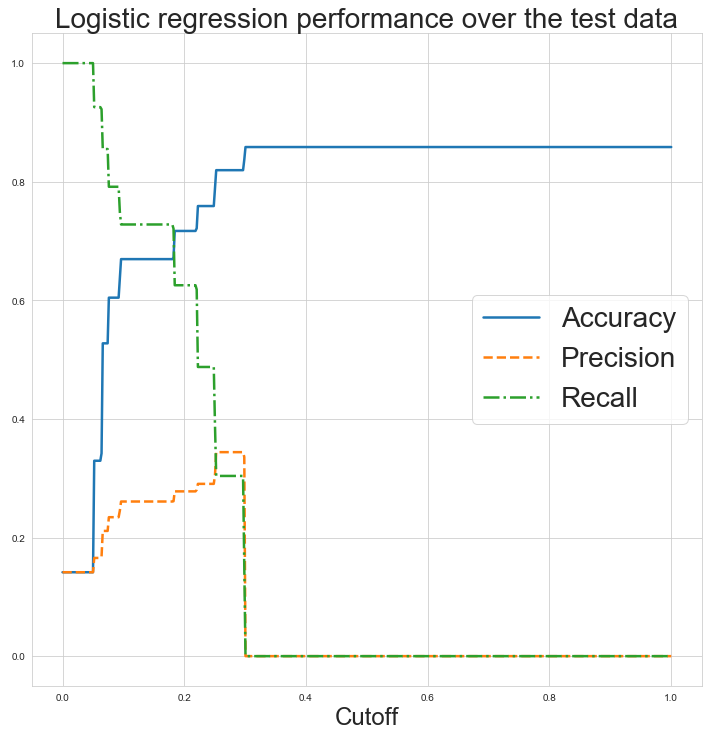 Logistic regression performance over the test data
1.0
0.8
0.6
0.4
0.2
0.0
Accuracy
Precision
Recall
0.0 0.2 0.4 0.6 0.8 1.0
Cutoff